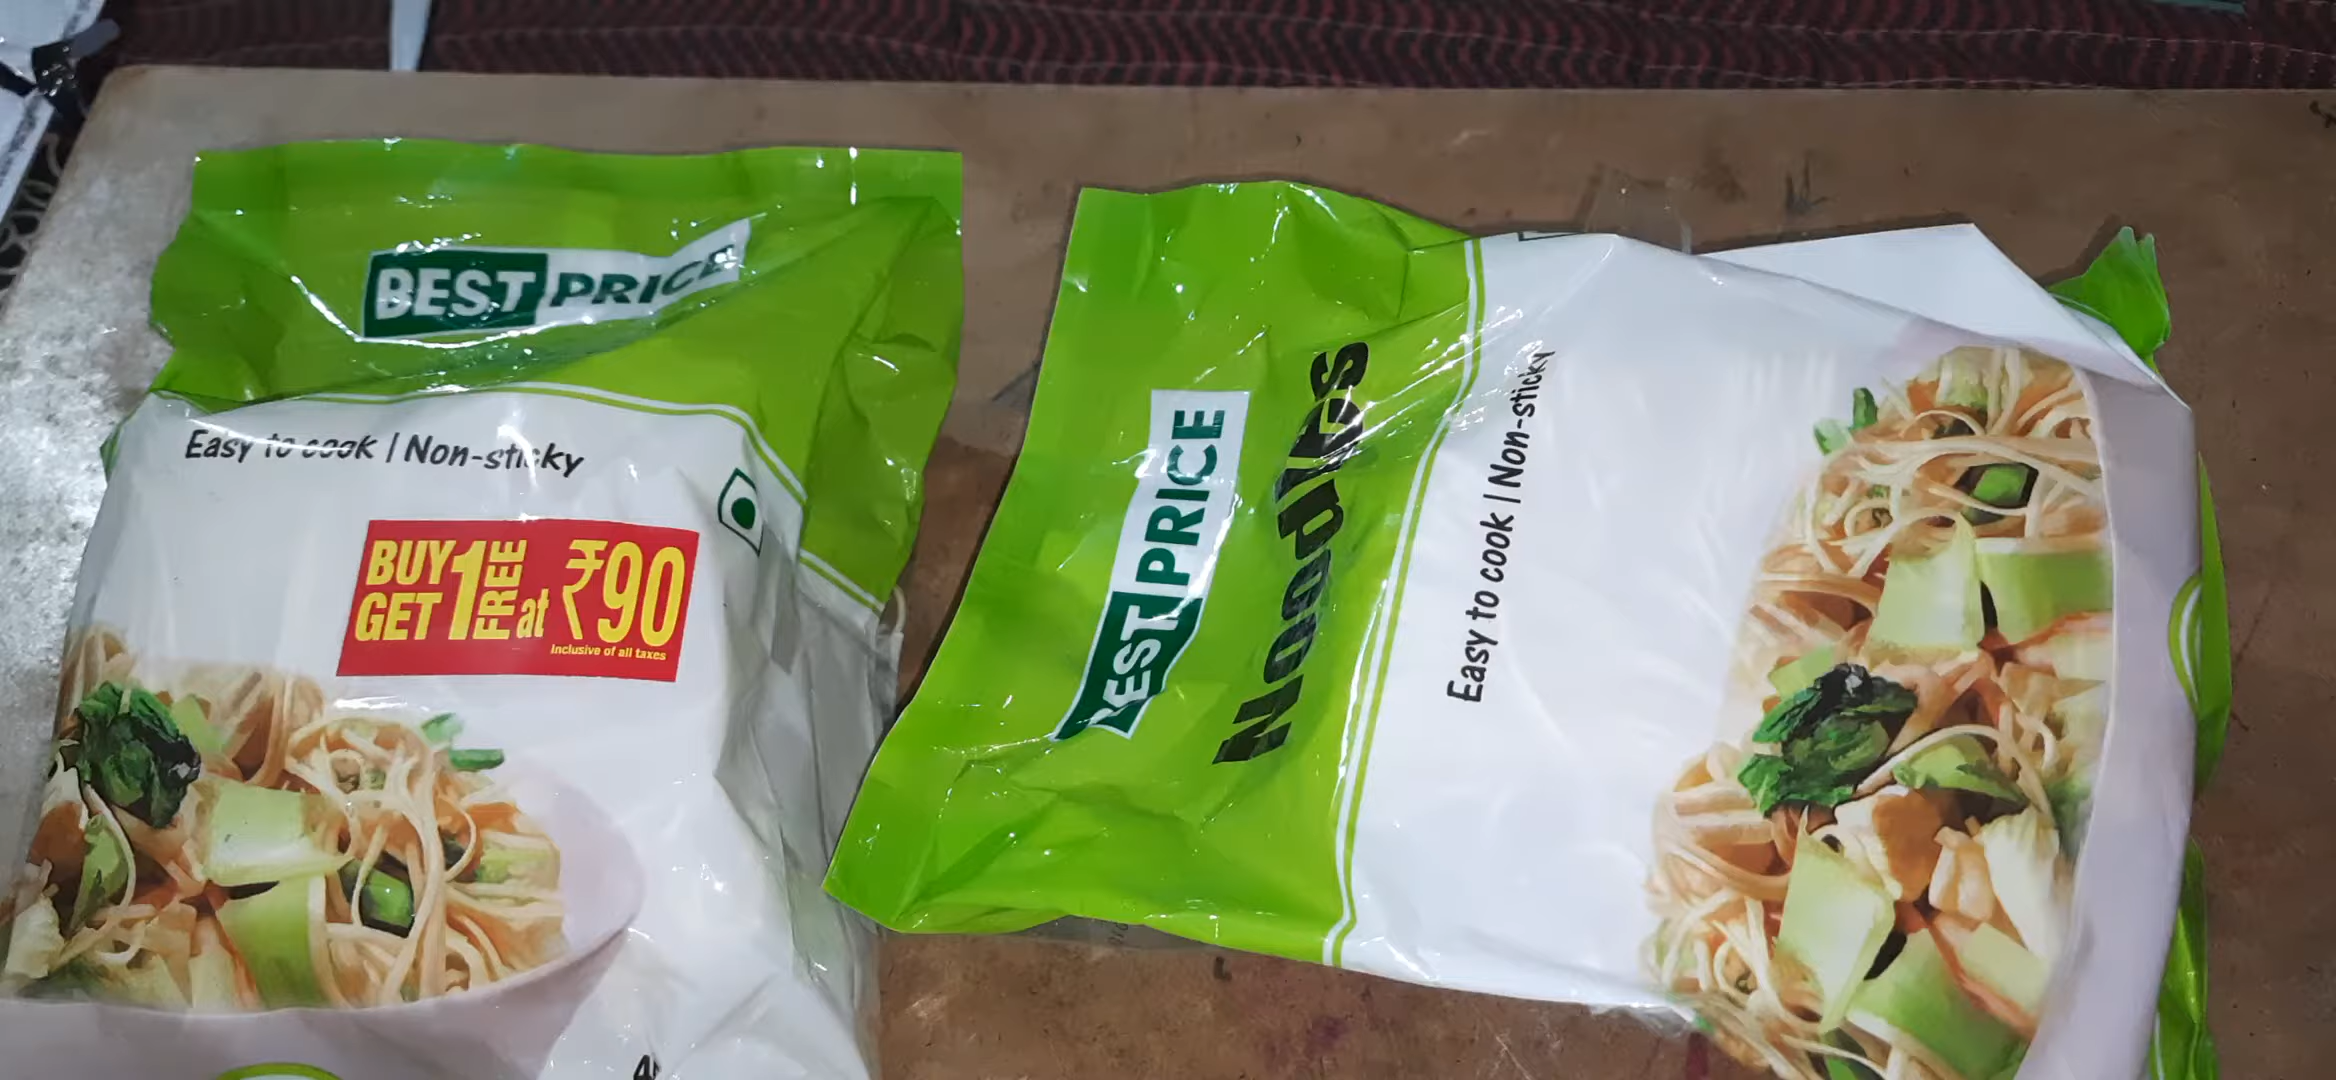 BEST PRICE
Easy to cook | Non-sticky
BUY 1 GET 1 FREE at ₹90
Inclusive of all taxes
BEST PRICE
Noodles
Easy to cook | Non-sticky